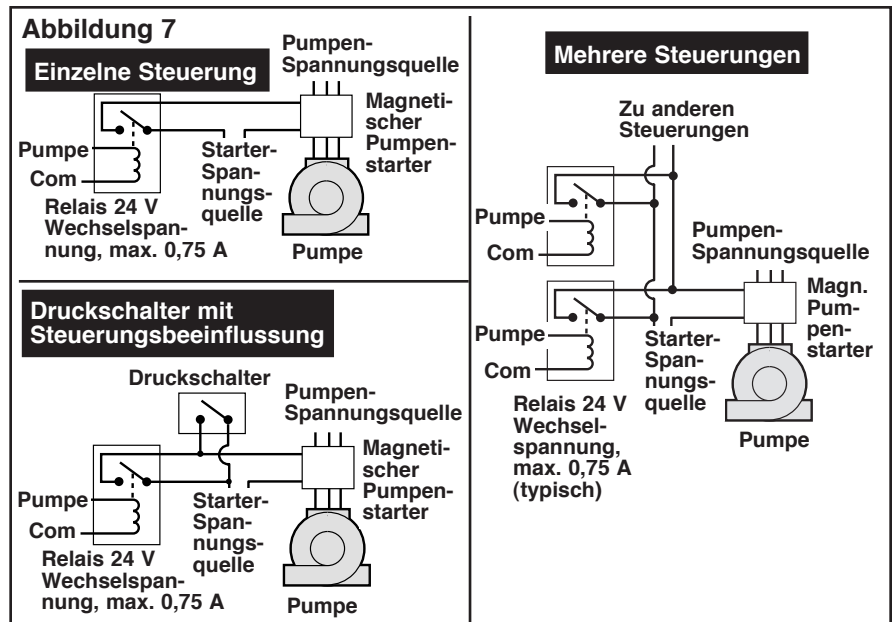 Abbildung 7
Einzelne Steuerung
Pumpen-
Spannungsquelle
Magneti-
scher
Pumpen-
starter
Pumpe
Com
Starter-
Span-
nungs-
quelle
Relais 24 V
Wechselspan-
nung, max. 0,75 A
Pumpe
Druckschalter mit
Steuerungsbeeinflussung
Druckschalter
Pumpen-
Spannungsquelle
Magneti-
scher
Pumpen-
starter
Pumpe
Com
Starter-
Span-
nungs-
quelle
Relais 24 V
Wechselspan-
nung, max. 0,75 A
Pumpe
Mehrere Steuerungen
Zu anderen
Steuerungen
Pumpe
Com
Pumpen-
Spannungsquelle
Magn.
Pum-
pen-
starter
Pumpe
Com
Starter-
Span-
nungs-
quelle
Relais 24 V
Wechsel-
spannung,
max. 0,75 A
(typisch)
Pumpe